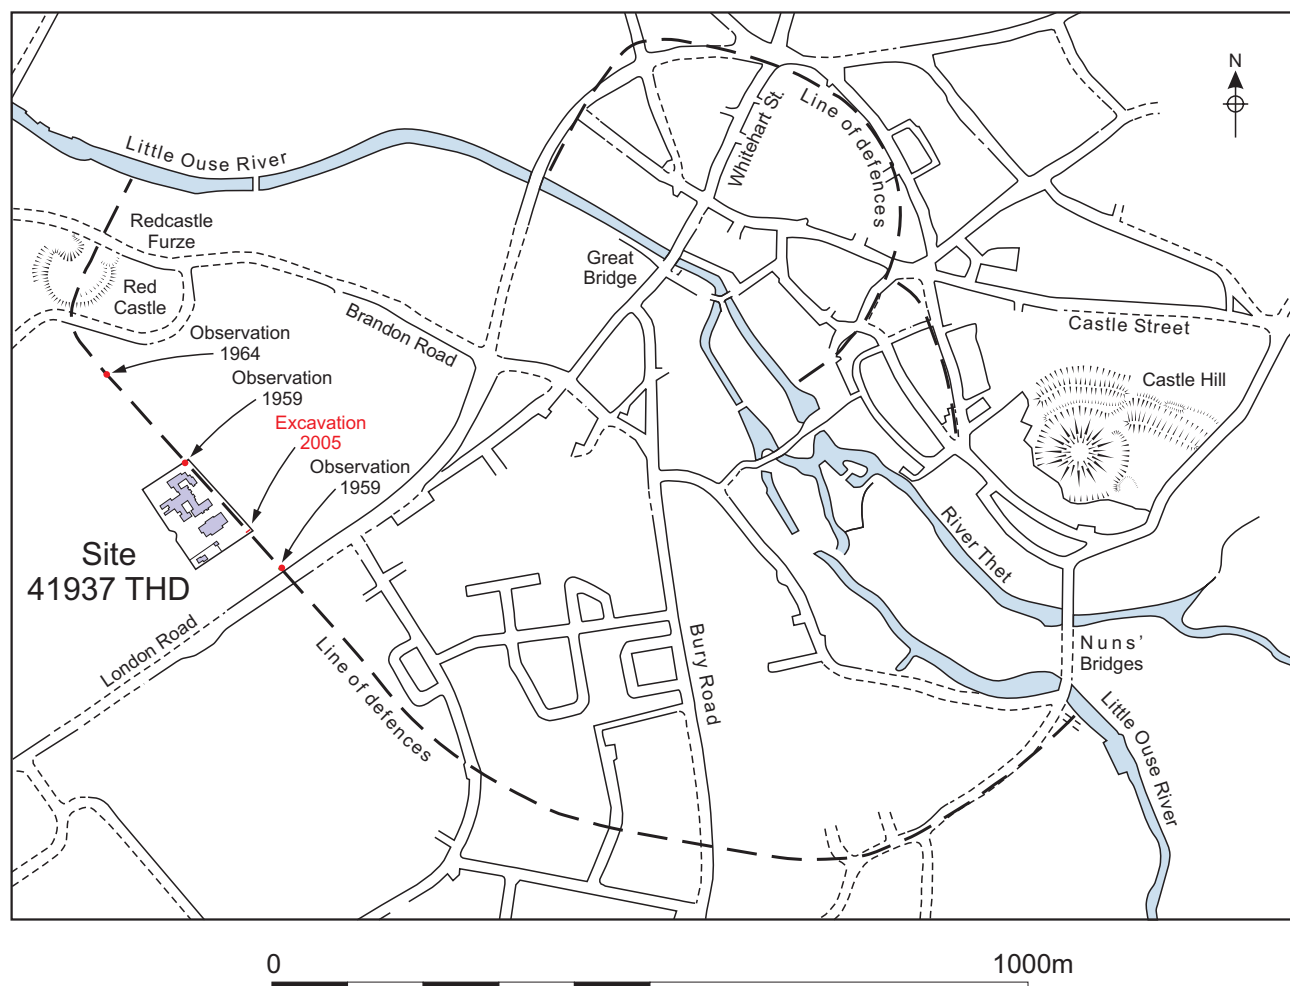 N
Little Ouse River
Whitehart St.
Line of defences
Redcastle
Furze
Great
Bridge
Red
Castle
Brandon Road
Castle Street
Observation
1964
Observation
1959
Castle Hill
Excavation
2005
Observation
1959
Site
41937 THD
River Thet
London Road
Line of defences
Bury Road
Nuns'
Bridges
Little Ouse River
0
1000m